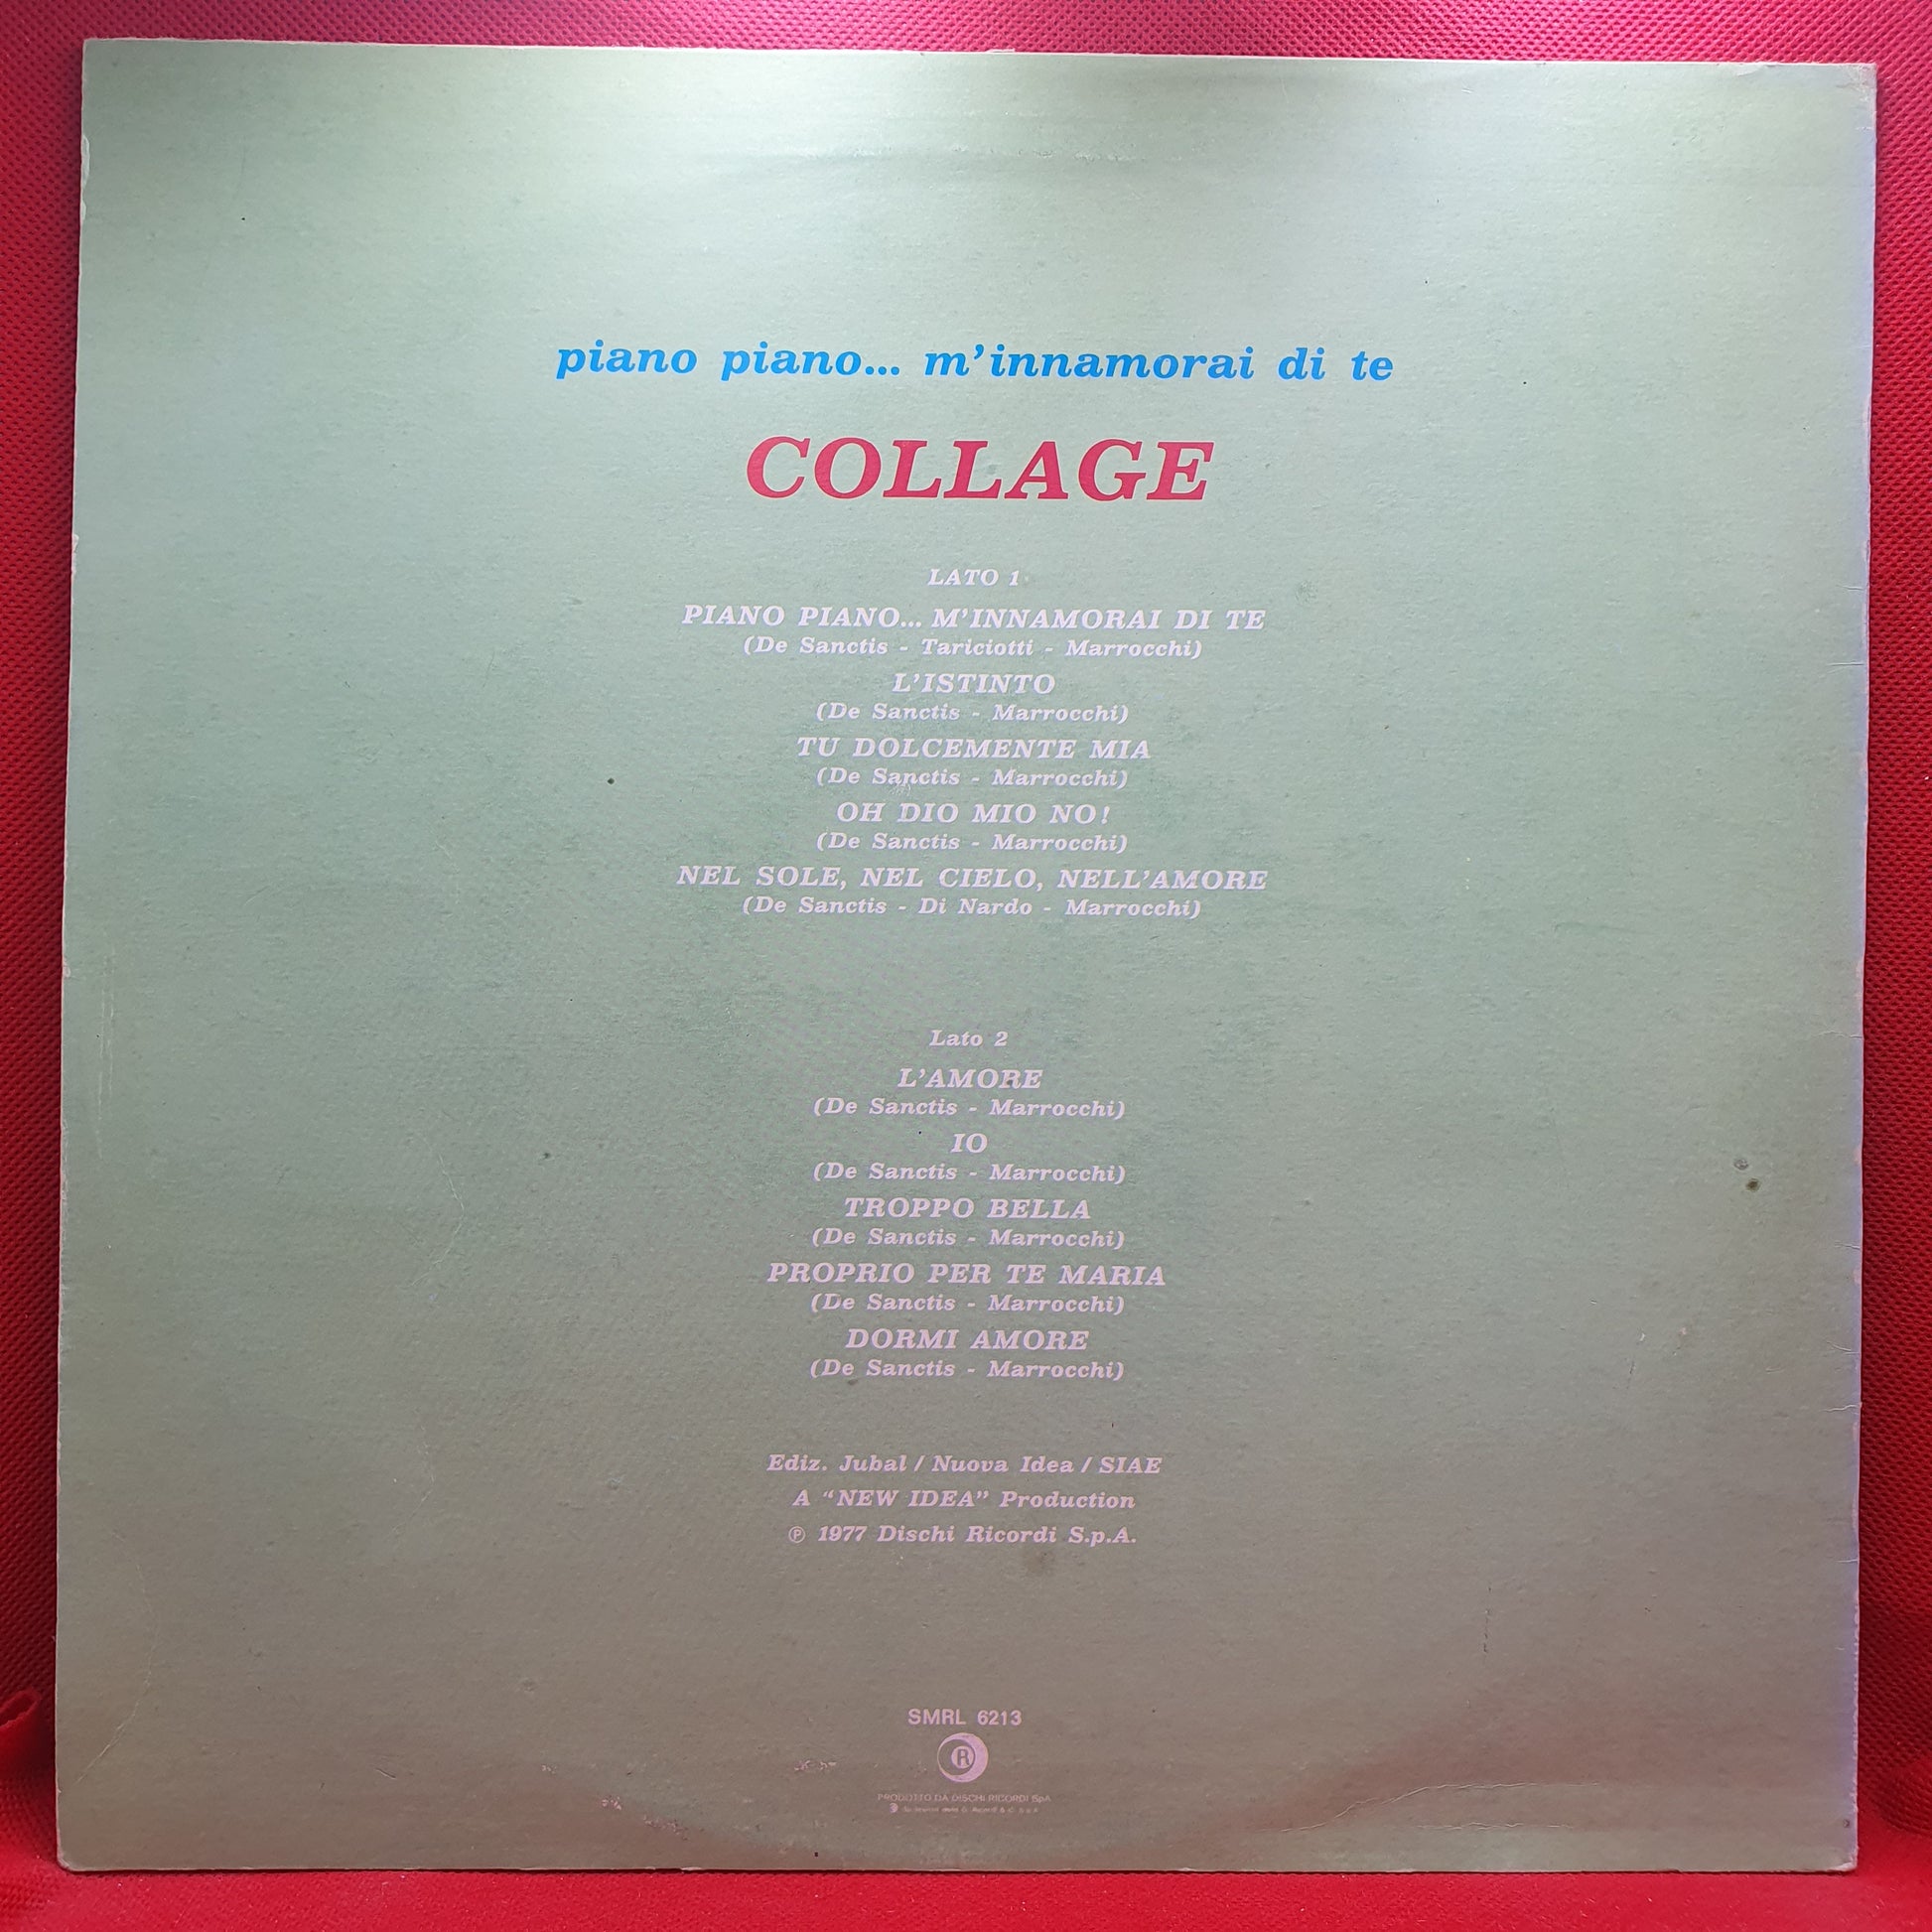 piano piano... m'innamorai di te
COLLAGE
LATO 1
PIANO PIANO... M'INNAMORAI DI TE
(De Sanctis - Tariciotti - Marrocchi)
L'ISTINTO
(De Sanctis - Marrocchi)
TU DOLCEMENTE MIA
(De Sanctis - Marrocchi)
OH DIO MIO NO!
(De Sanctis - Marrocchi)
NEL SOLE, NEL CIELO, NELL'AMORE
(De Sanctis - Di Nardo - Marrocchi)
Lato 2
L'AMORE
(De Sanctis - Marrocchi)
IO
(De Sanctis - Marrocchi)
TROPPO BELLA
(De Sanctis - Marrocchi)
PROPRIO PER TE MARIA
(De Sanctis - Marrocchi)
DORMI AMORE
(De Sanctis - Marrocchi)
Ediz. Jubal / Nuova Idea / SIAE
A “NEW IDEA” Production
℗ 1977 Dischi Ricordi S.p.A.
SMRL 6213
R
PRODOTTO DA DISCHI RICORDI SpA